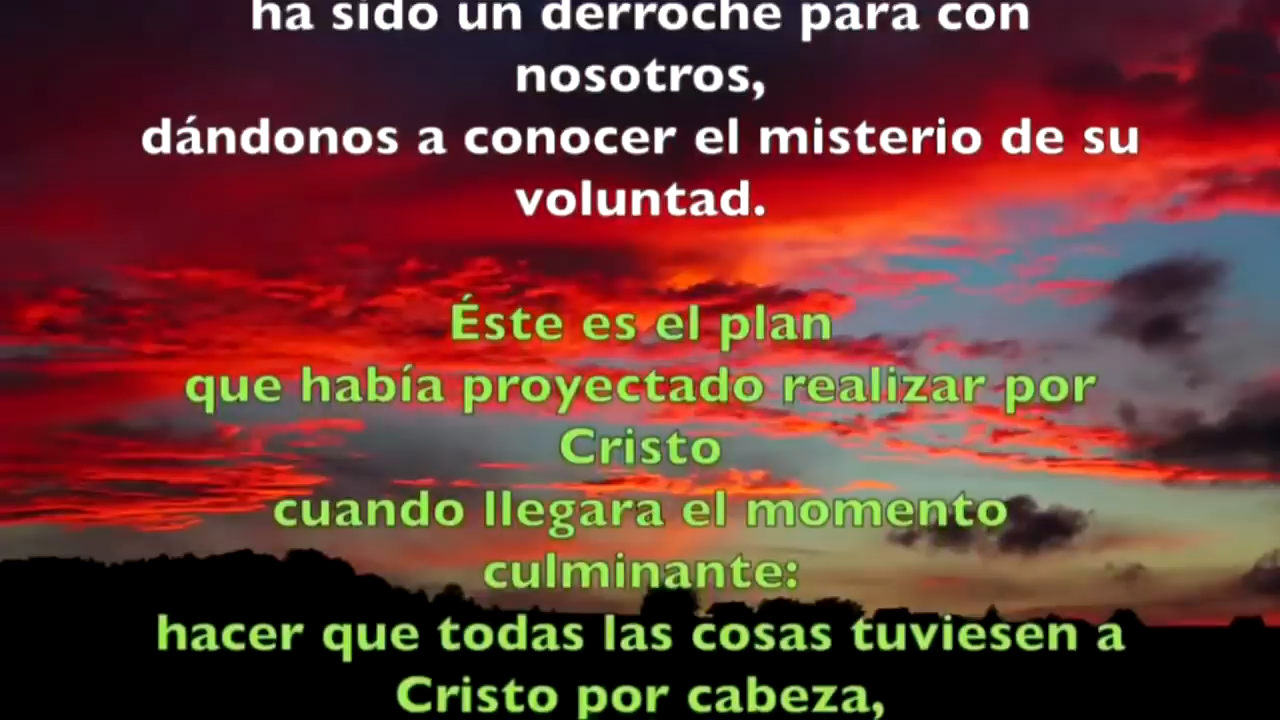 ha sido un derroche para con
nosotros,
dándonos a conocer el misterio de su
voluntad.
Éste es el plan
que había proyectado realizar por
Cristo
cuando llegara el momento
culminante:
hacer que todas las cosas tuviesen a
Cristo por cabeza,